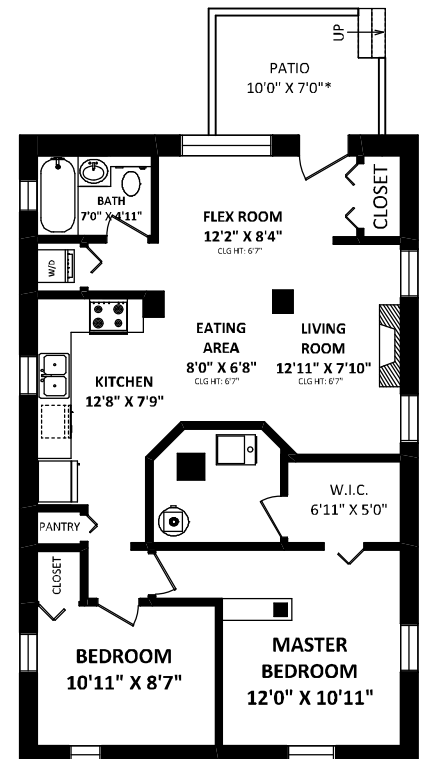 UP
PATIO
10'0" X 7'0"*
BATH
7'0" X 4'11"
CLOSET
FLEX ROOM
12'2" X 8'4"
CLG HT: 6'7"
W/D
EATING
AREA
8'0" X 6'8"
CLG HT: 6'7"
LIVING
ROOM
12'11" X 7'10"
CLG HT: 6'7"
KITCHEN
12'8" X 7'9"
W.I.C.
6'11" X 5'0"
PANTRY
CLOSET
BEDROOM
10'11" X 8'7"
MASTER
BEDROOM
12'0" X 10'11"